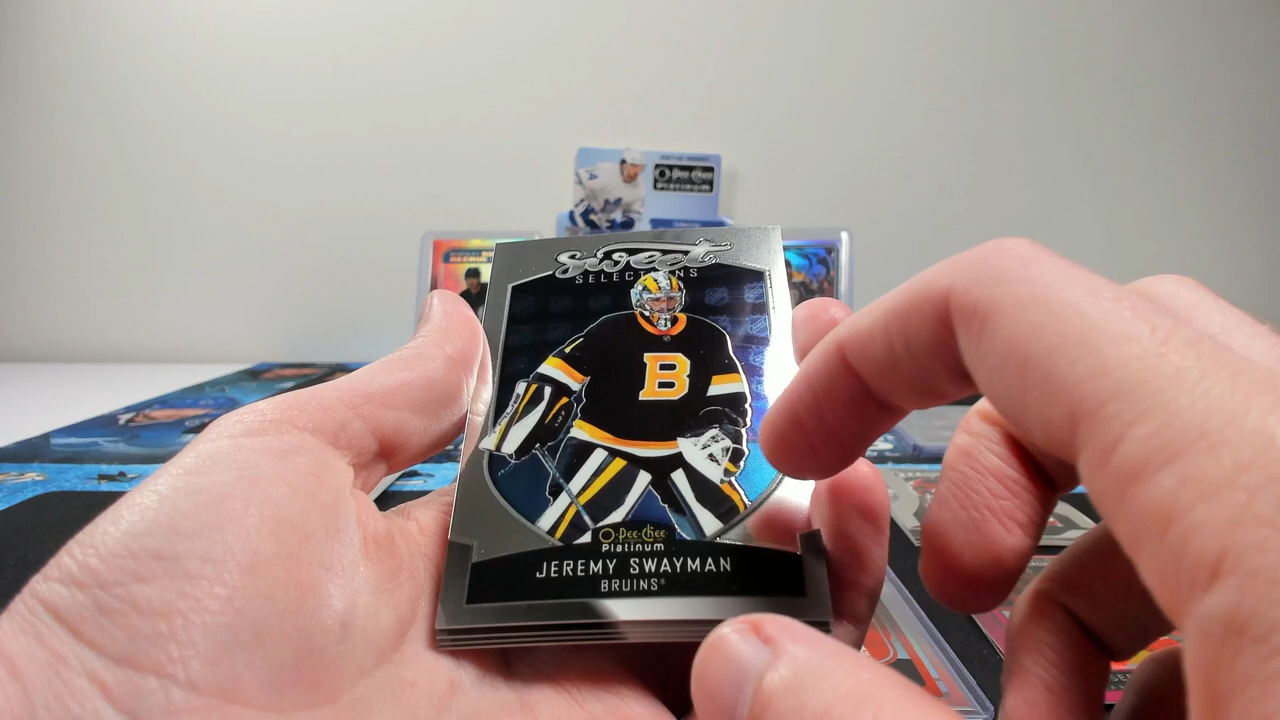 O-Pee-Chee
PLATINUM
Sweet
SELECTIONS
B
O-Pee-Chee
Platinum
JEREMY SWAYMAN
BRUINS®